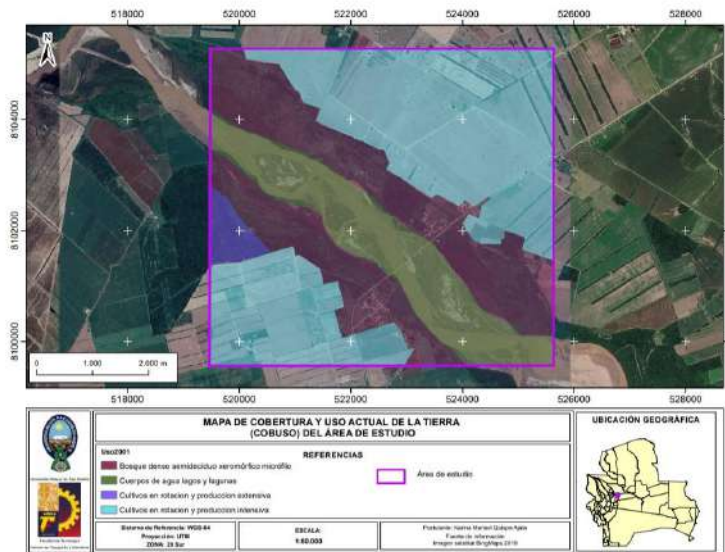 518000 520000 522000 524000 526000 528000
N
8104000 8104000
8102000 8102000
8100000 8100000
0 1.000 2.000 m
518000 520000 522000 524000 526000 528000
MAPA DE COBERTURA Y USO ACTUAL DE LA TIERRA
(COBUSO) DEL ÁREA DE ESTUDIO
UBICACIÓN GEOGRÁFICA
Uso2001
REFERENCIAS
Bosque denso semideciduo xeromórfico micrófilo
Cuerpos de agua lagos y lagunas
Cultivos en rotacion y produccion extensiva
Cultivos en rotacion y produccion intensiva
Área de estudio
Sistema de Referencia: WGS-84
Proyección: UTM
ZONA: 20 Sur
ESCALA:
1:60.000
Fuente de información